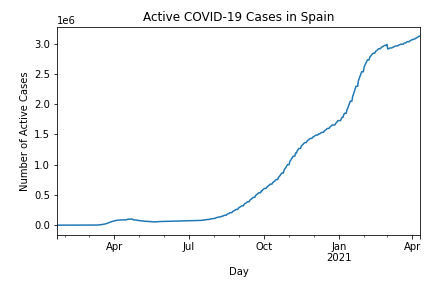 Active COVID-19 Cases in Spain
1e6
3.0
2.5
2.0
1.5
1.0
0.5
0.0
Number of Active Cases
Apr
Jul
Oct
Jan
2021
Apr
Day